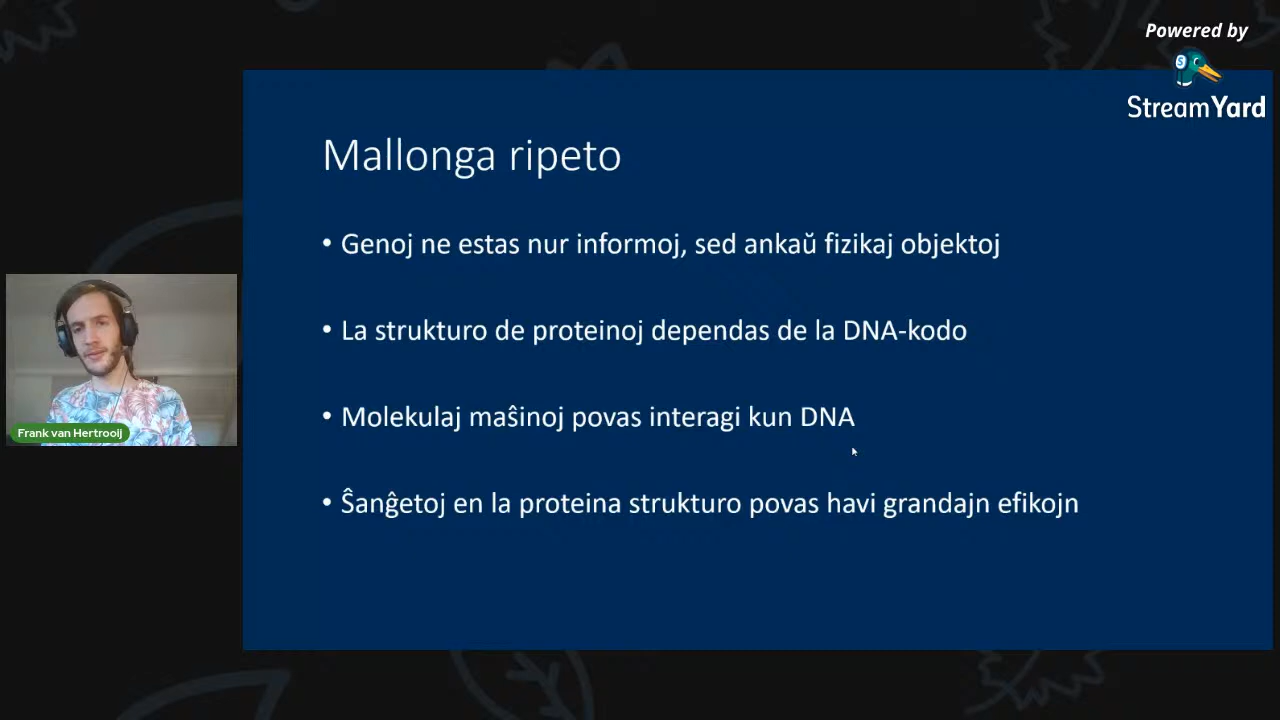 Powered by
StreamYard
Mallonga ripeto
• Genoj ne estas nur informoj, sed ankaŭ fizikaj objektoj
• La strukturo de proteinoj dependas de la DNA-kodo
• Molekulaj maŝinoj povas interagi kun DNA
• Ŝanĝetoj en la proteina strukturo povas havi grandajn efikojn
Frank van Hertrooij